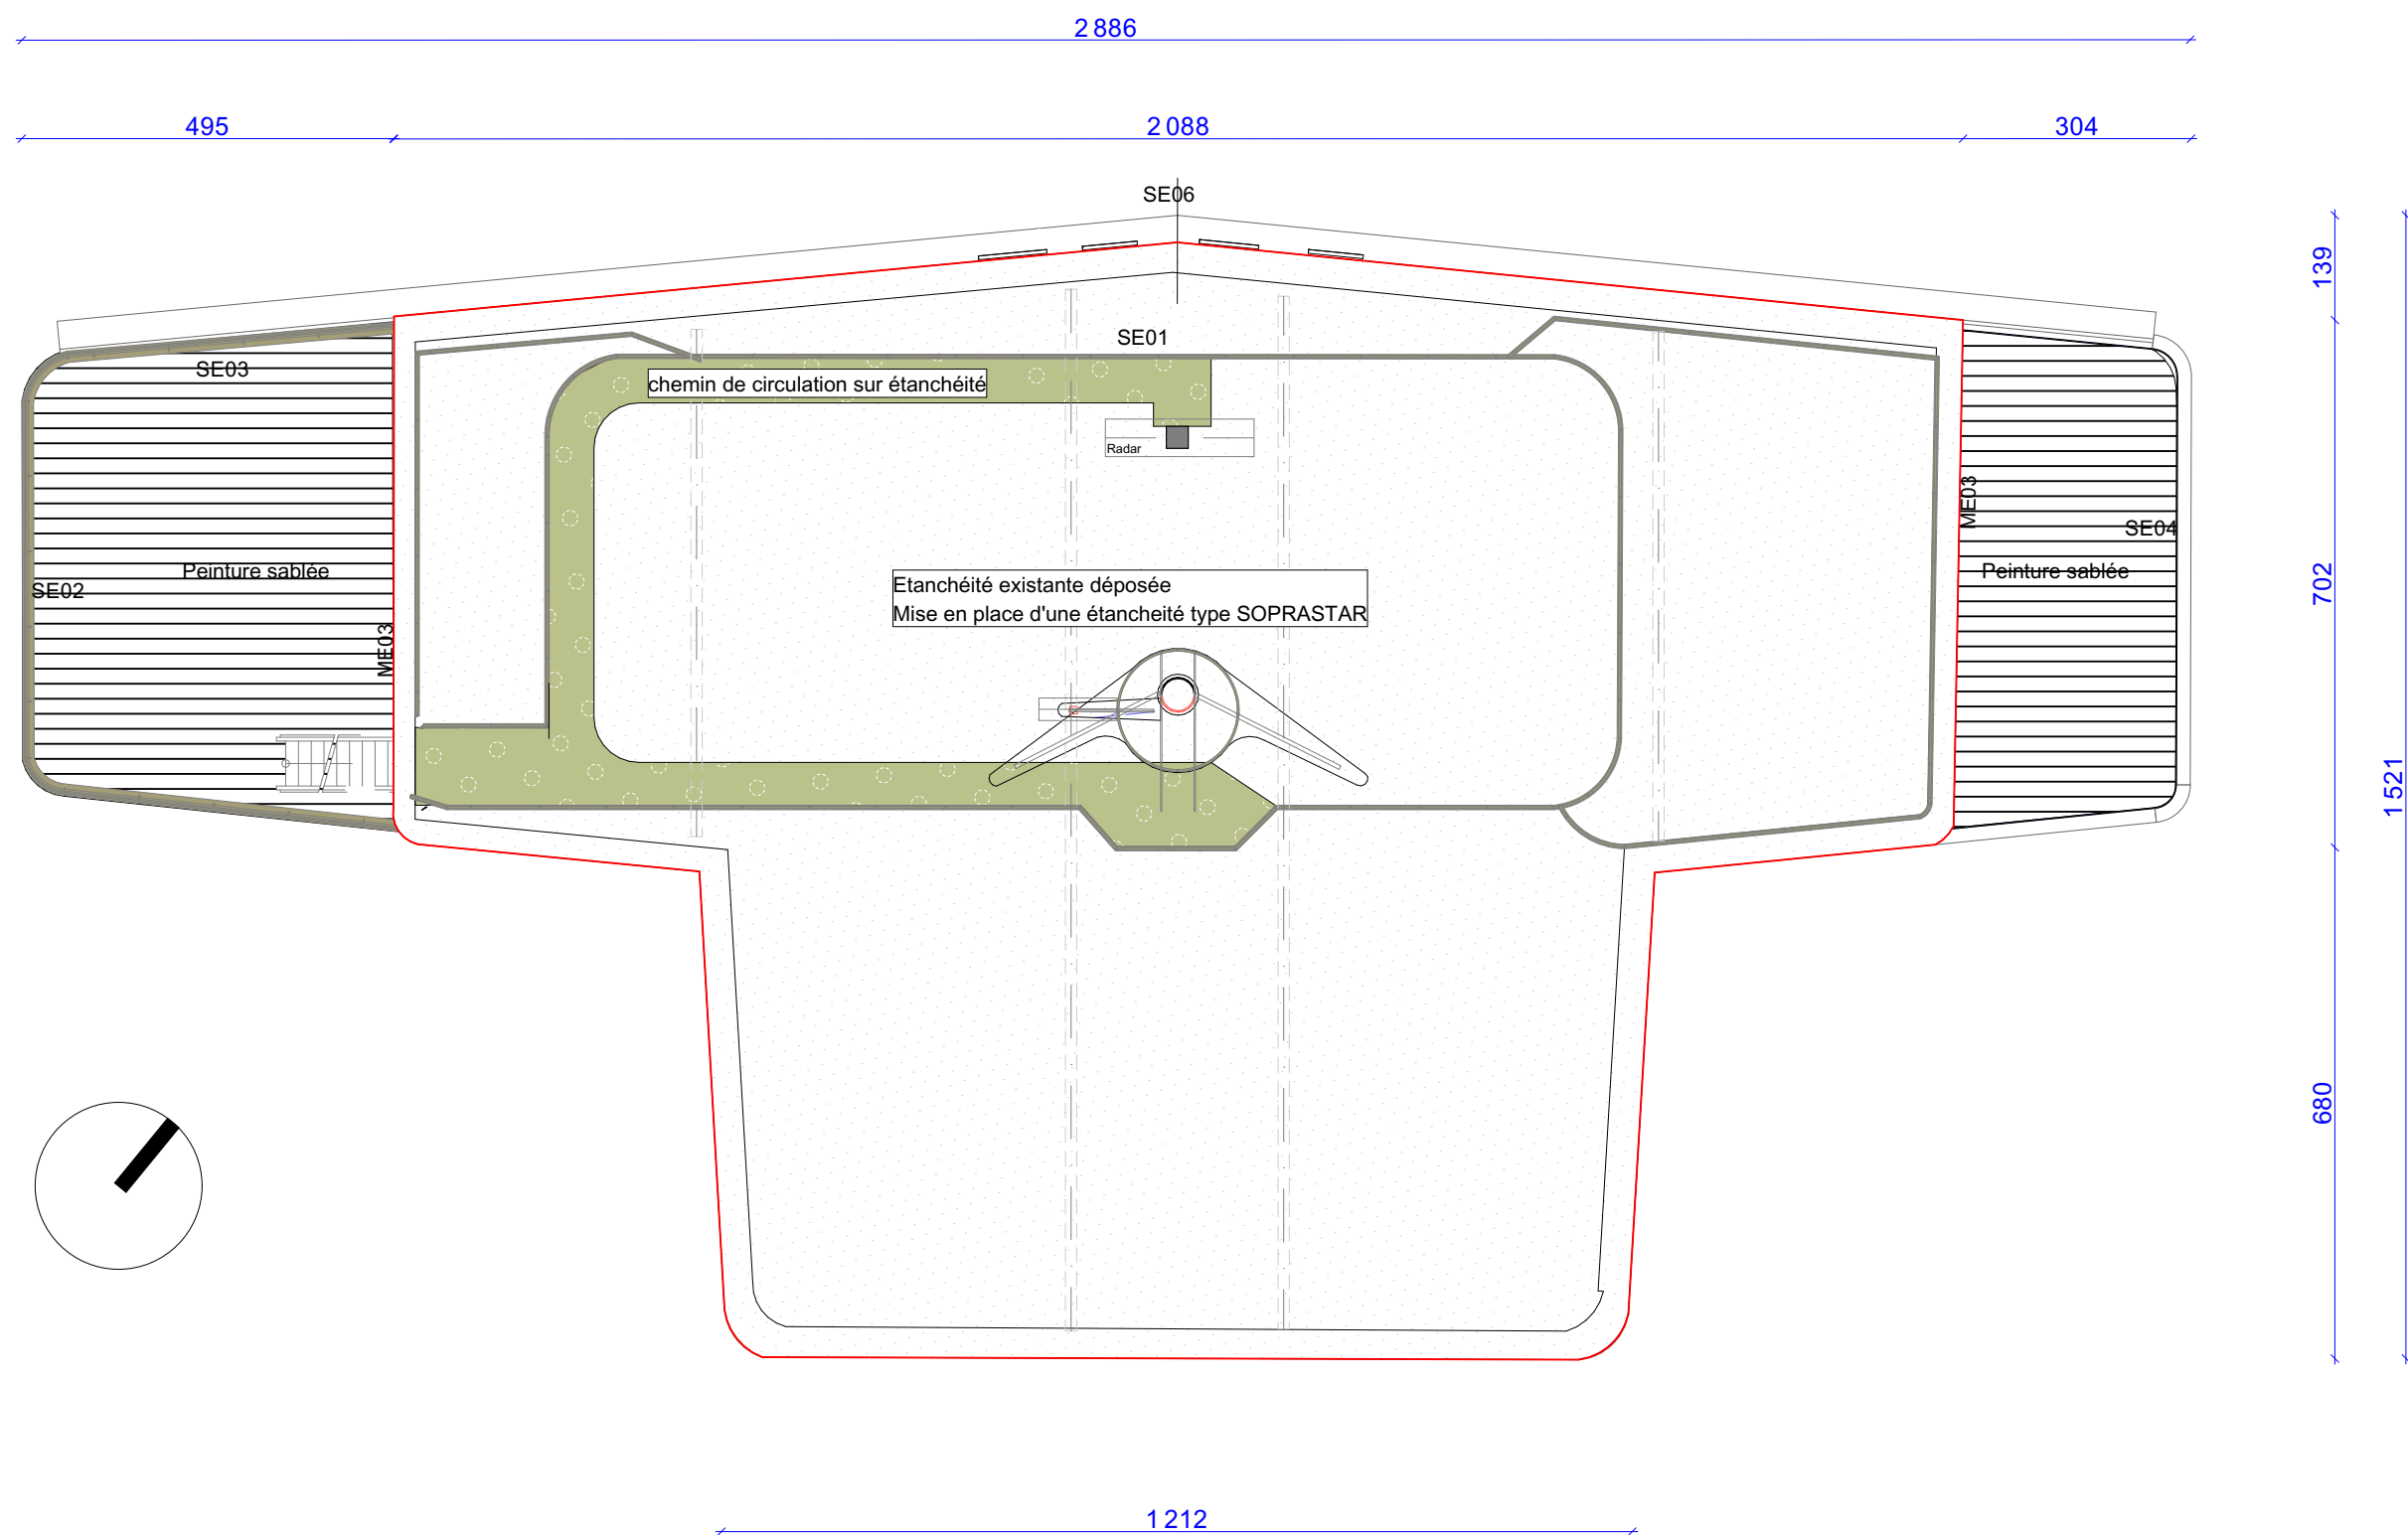 2 886
495
2 088
304
SE06
139
SE01
SE03
chemin de circulation sur étanchéité
Radar
ME03
SE04
Peinture sablée
SE02
Etanchéité existante déposée
Mise en place d'une étancheité type SOPRASTAR
Peinture sablée
702
ME03
1 521
680
1 212